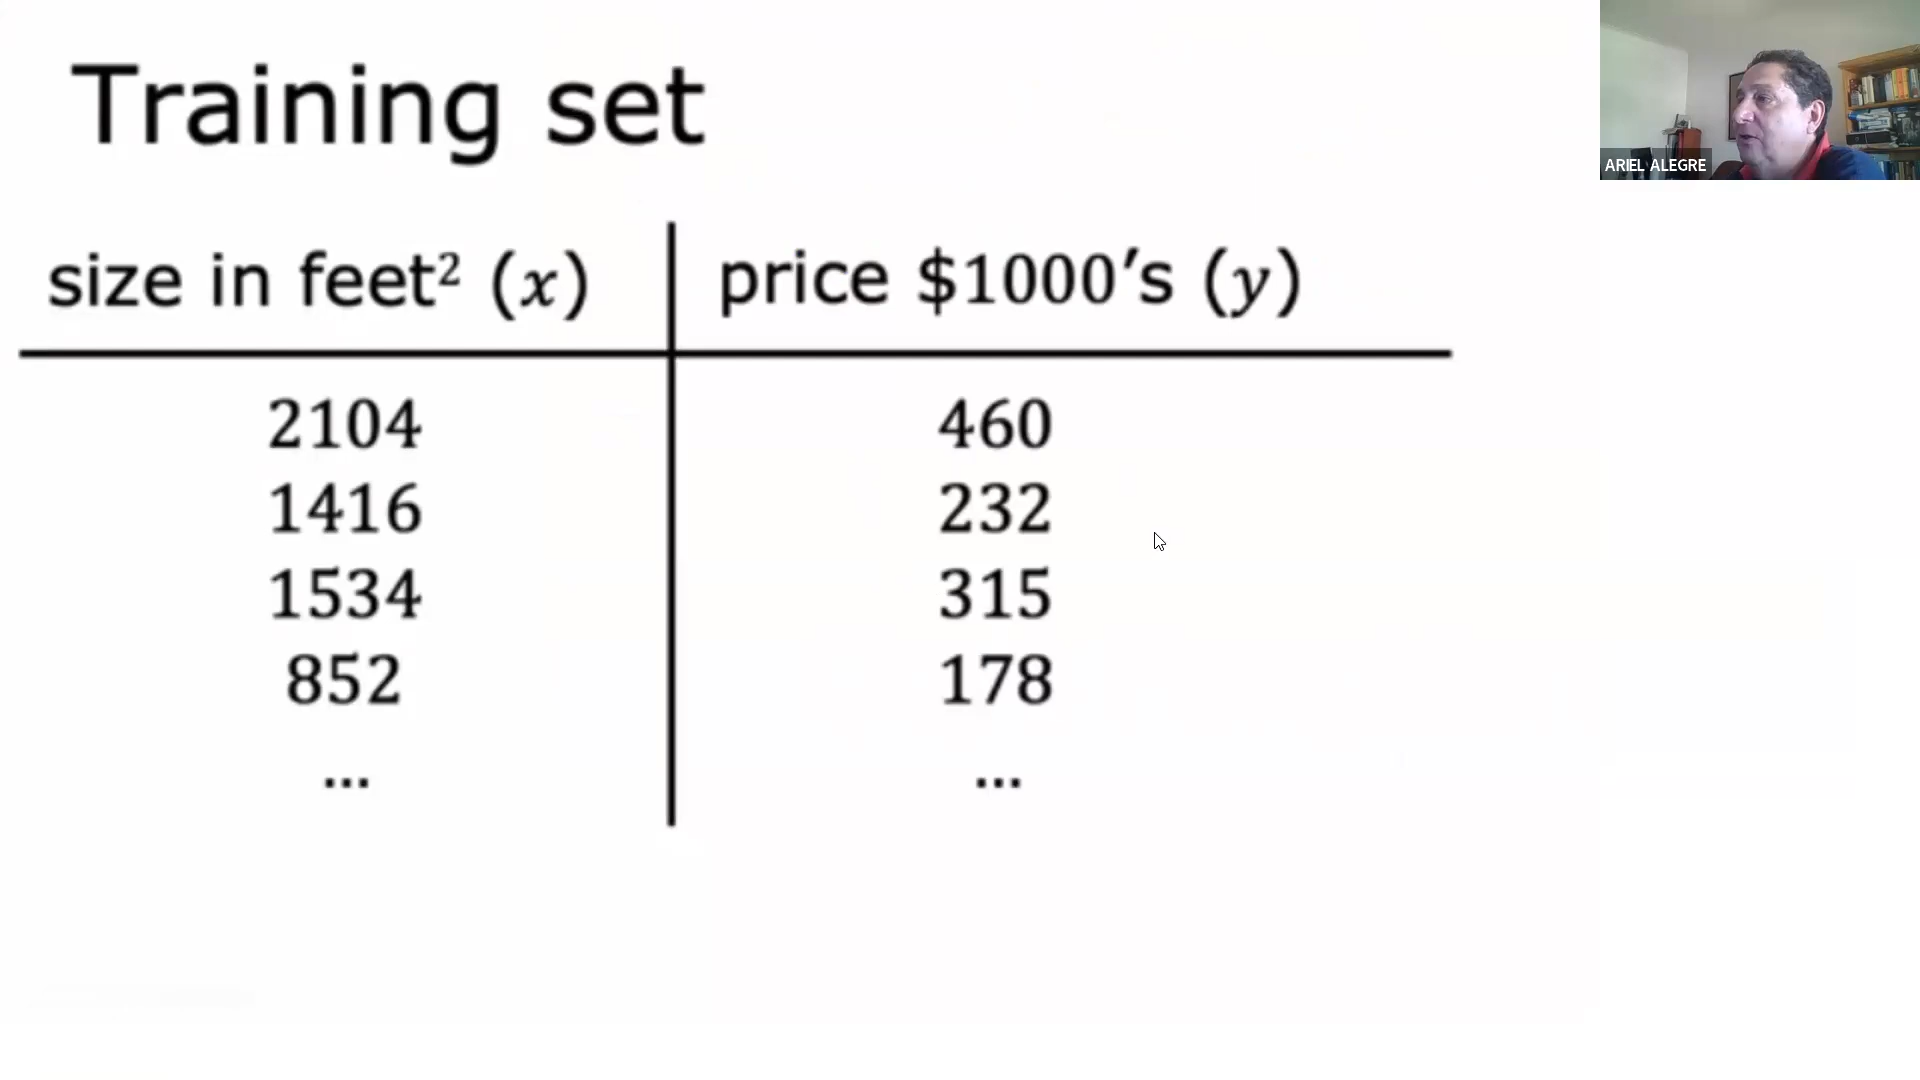 Training set
size in feet² (x) price $1000’s (y)
2104 460
1416 232
1534 315
852 178
... ...
ARIEL ALEGRE